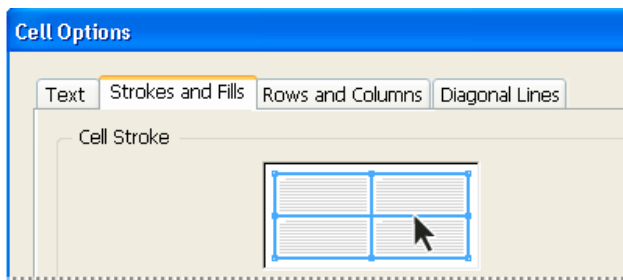 Cell Options
Text Strokes and Fills Rows and Columns Diagonal Lines
Cell Stroke